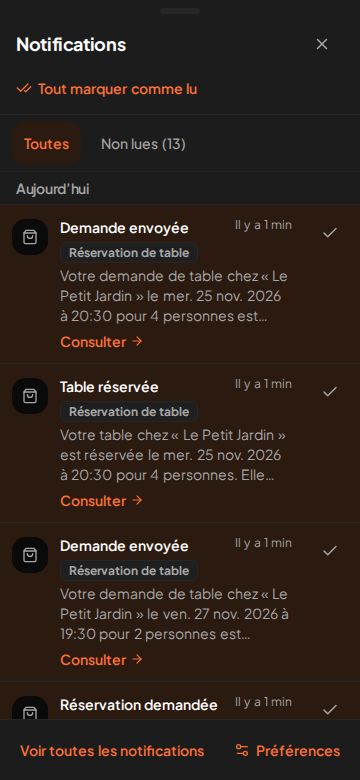 Notifications
Tout marquer comme lu
Toutes
Non lues (13)
Aujourd'hui
Demande envoyée
Il y a 1 min
Réservation de table
Votre demande de table chez « Le
Petit Jardin » le mer. 25 nov. 2026
à 20:30 pour 4 personnes est…
Consulter
Table réservée
Il y a 1 min
Réservation de table
Votre table chez « Le Petit Jardin »
est réservée le mer. 25 nov. 2026
à 20:30 pour 4 personnes. Elle…
Consulter
Demande envoyée
Il y a 1 min
Réservation de table
Votre demande de table chez « Le
Petit Jardin » le ven. 27 nov. 2026 à
19:30 pour 2 personnes est…
Consulter
Réservation demandée
Il y a 1 min
Voir toutes les notifications
Préférences